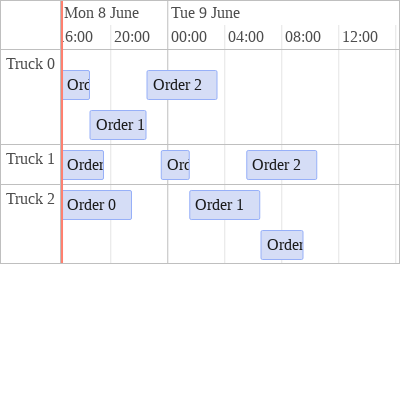 Mon 8 June Tue 9 June
6:00 20:00 00:00 04:00 08:00 12:00
Truck 0
Ord Order 2
Order 1
Truck 1 Order Ord Order 2
Truck 2 Order 0 Order 1
Order